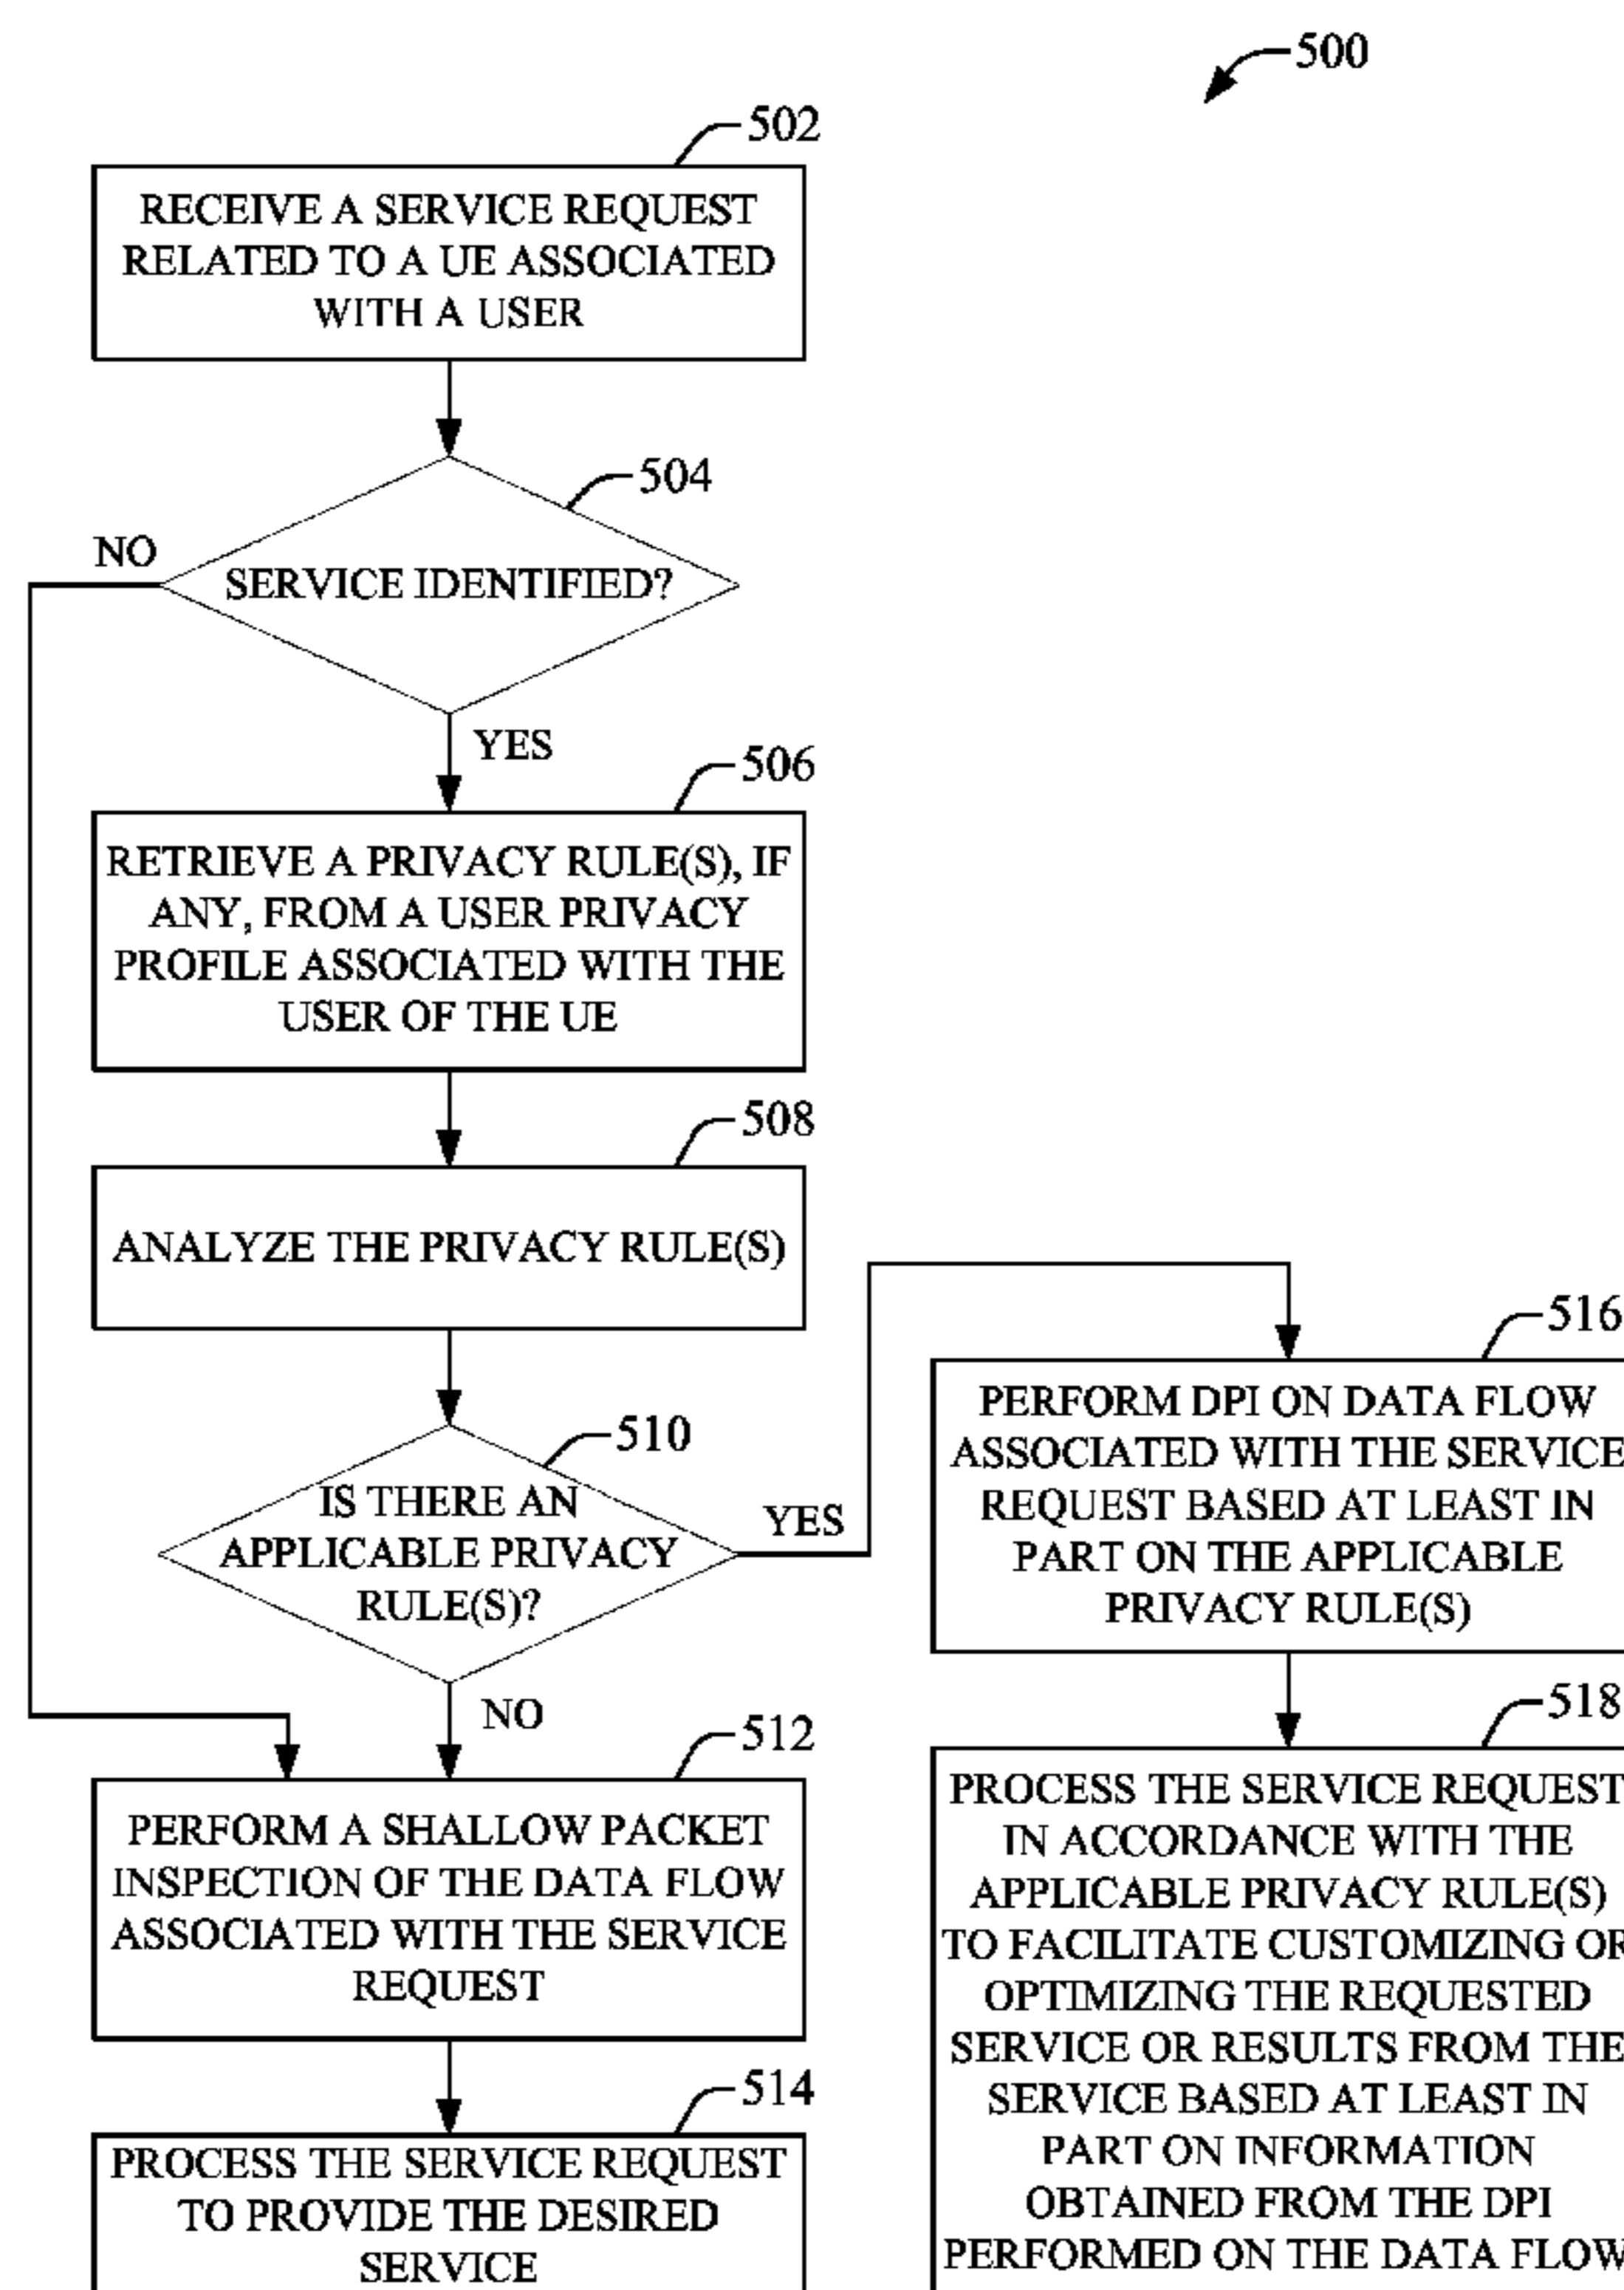 500
502
RECEIVE A SERVICE REQUEST
RELATED TO A UE ASSOCIATED
WITH A USER
504
NO
SERVICE IDENTIFIED?
YES
506
RETRIEVE A PRIVACY RULE(S), IF
ANY, FROM A USER PRIVACY
PROFILE ASSOCIATED WITH THE
USER OF THE UE
508
ANALYZE THE PRIVACY RULE(S)
510
IS THERE AN
APPLICABLE PRIVACY
RULE(S)?
YES
NO
512
PERFORM A SHALLOW PACKET
INSPECTION OF THE DATA FLOW
ASSOCIATED WITH THE SERVICE
REQUEST
514
PROCESS THE SERVICE REQUEST
TO PROVIDE THE DESIRED
SERVICE
516
PERFORM DPI ON DATA FLOW
ASSOCIATED WITH THE SERVICE
REQUEST BASED AT LEAST IN
PART ON THE APPLICABLE
PRIVACY RULE(S)
518
PROCESS THE SERVICE REQUEST
IN ACCORDANCE WITH THE
APPLICABLE PRIVACY RULE(S)
TO FACILITATE CUSTOMIZING OR
OPTIMIZING THE REQUESTED
SERVICE OR RESULTS FROM THE
SERVICE BASED AT LEAST IN
PART ON INFORMATION
OBTAINED FROM THE DPI
PERFORMED ON THE DATA FLOW